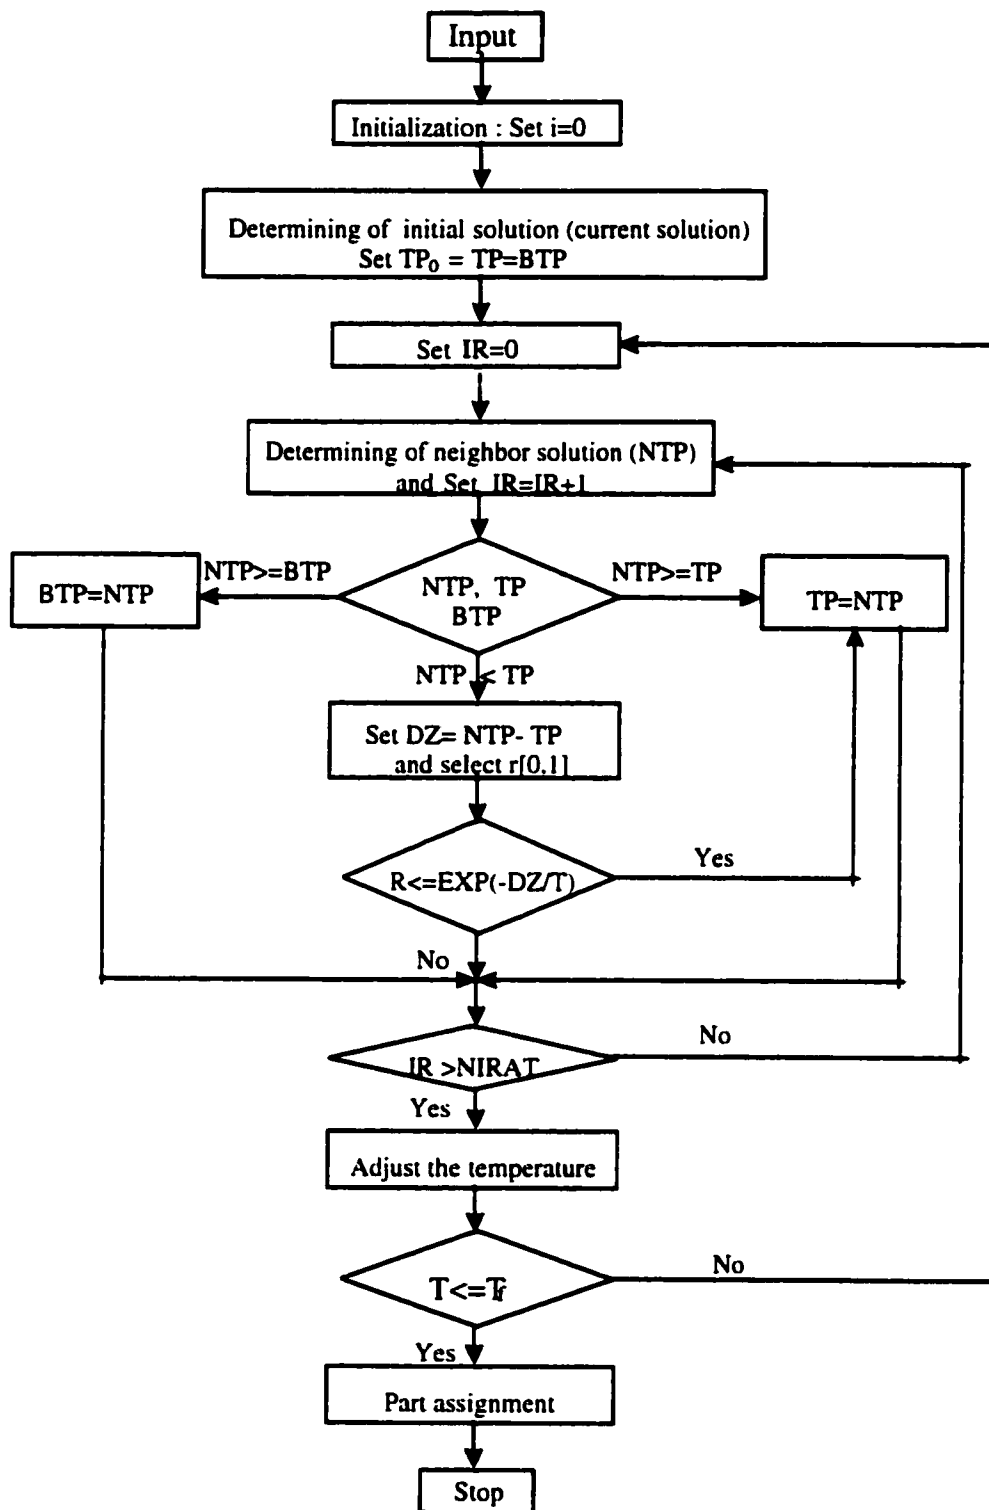 Input
Initialization : Set i=0
Determining of initial solution (current solution)
Set TP₀ = TP=BTP
Set IR=0
Determining of neighbor solution (NTP)
and Set IR=IR+1
NTP>=BTP
NTP>=TP
BTP=NTP
NTP, TP
BTP
TP=NTP
NTP < TP
Set DZ= NTP- TP
and select r[0,1]
R<=EXP(-DZ/T)
Yes
No
IR >NIRAT
No
Yes
Adjust the temperature
T<=Tf
No
Yes
Part assignment
Stop